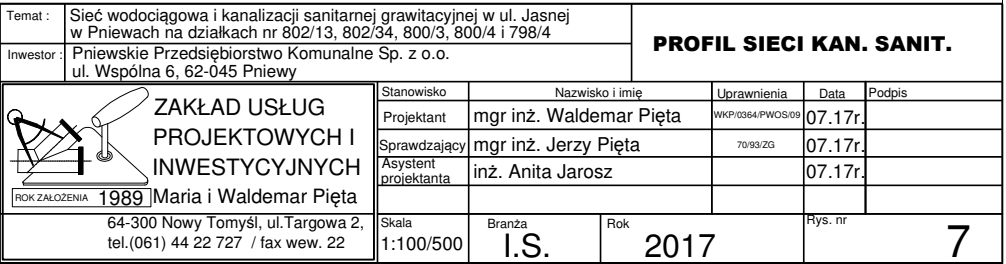 Temat : Sieć wodociągowa i kanalizacji sanitarnej grawitacyjnej w ul. Jasnej
w Pniewach na działkach nr 802/13, 802/34, 800/3, 800/4 i 798/4
Inwestor : Pniewskie Przedsiębiorstwo Komunalne Sp. z o.o.
ul. Wspólna 6, 62-045 Pniewy
PROFIL SIECI KAN. SANIT.
ZAKŁAD USŁUG
PROJEKTOWYCH I
INWESTYCYJNYCH
ROK ZAŁOŻENIA 1989 Maria i Waldemar Pięta
64-300 Nowy Tomyśl, ul.Targowa 2,
tel.(061) 44 22 727 / fax wew. 22
Stanowisko Nazwisko i imię Uprawnienia Data Podpis
Projektant mgr inż. Waldemar Pięta WKP/0364/PWOS/09 07.17r.
Sprawdzający mgr inż. Jerzy Pięta 70/93/ZG 07.17r.
Asystent
projektanta inż. Anita Jarosz 07.17r.
Skala Branża Rok Rys. nr
1:100/500 I.S. 2017 7